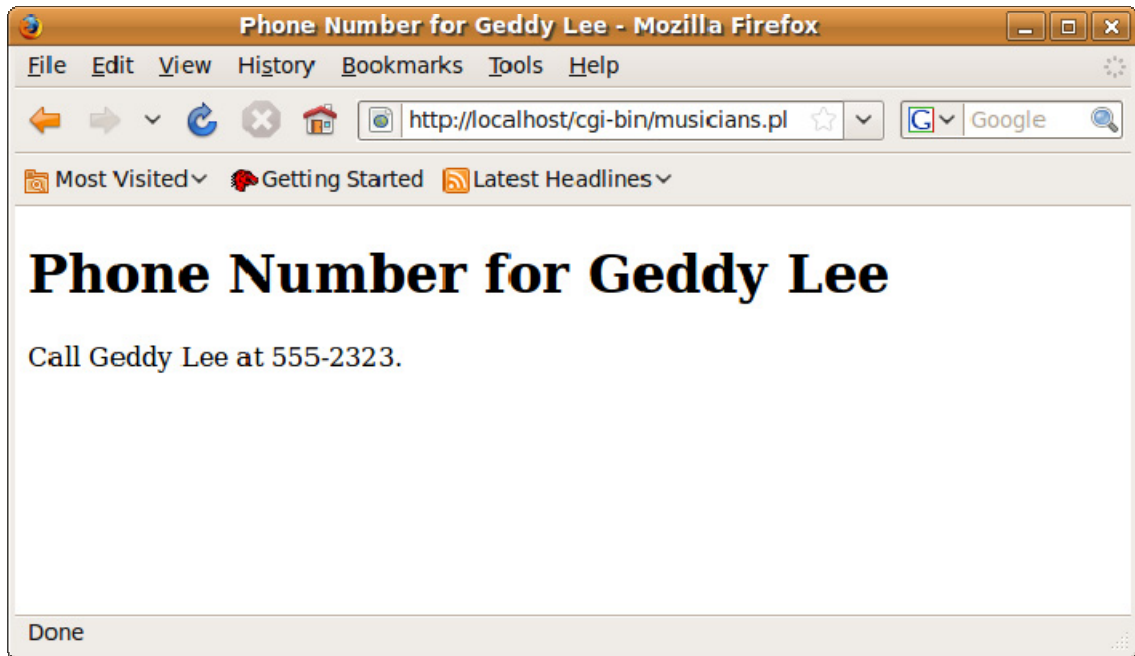 Phone Number for Geddy Lee - Mozilla Firefox
File Edit View History Bookmarks Tools Help
http://localhost/cgi-bin/musicians.pl G Google
Most Visited Getting Started Latest Headlines
Phone Number for Geddy Lee
Call Geddy Lee at 555-2323.
Done